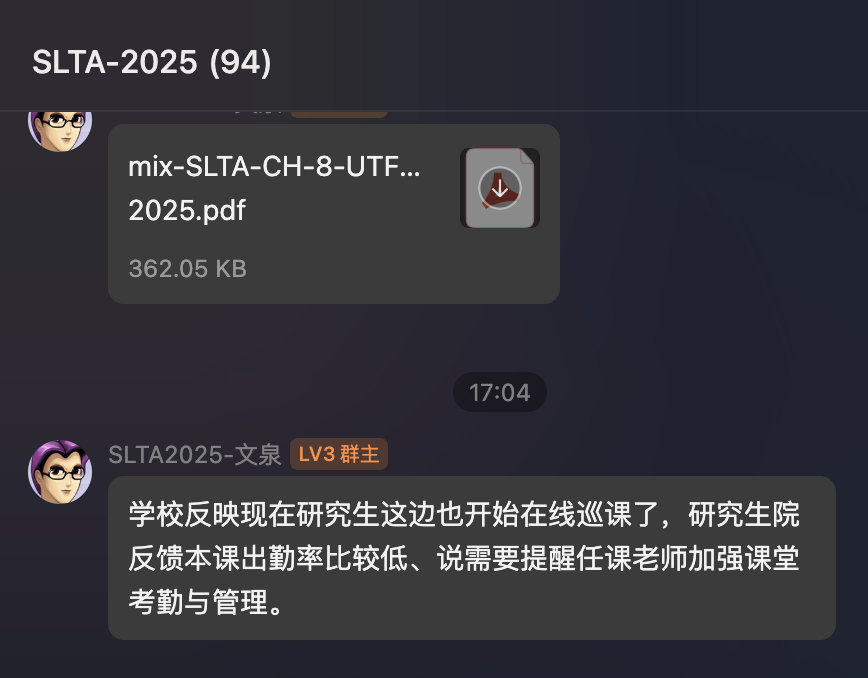 SLTA-2025 (94)
mix-SLTA-CH-8-UTF...
2025.pdf
362.05 KB
17:04
SLTA2025-文泉 LV3 群主
学校反映现在研究生这边也开始在线巡课了，研究生院
反馈本课出勤率比较低、说需要提醒任课老师加强课堂
考勤与管理。